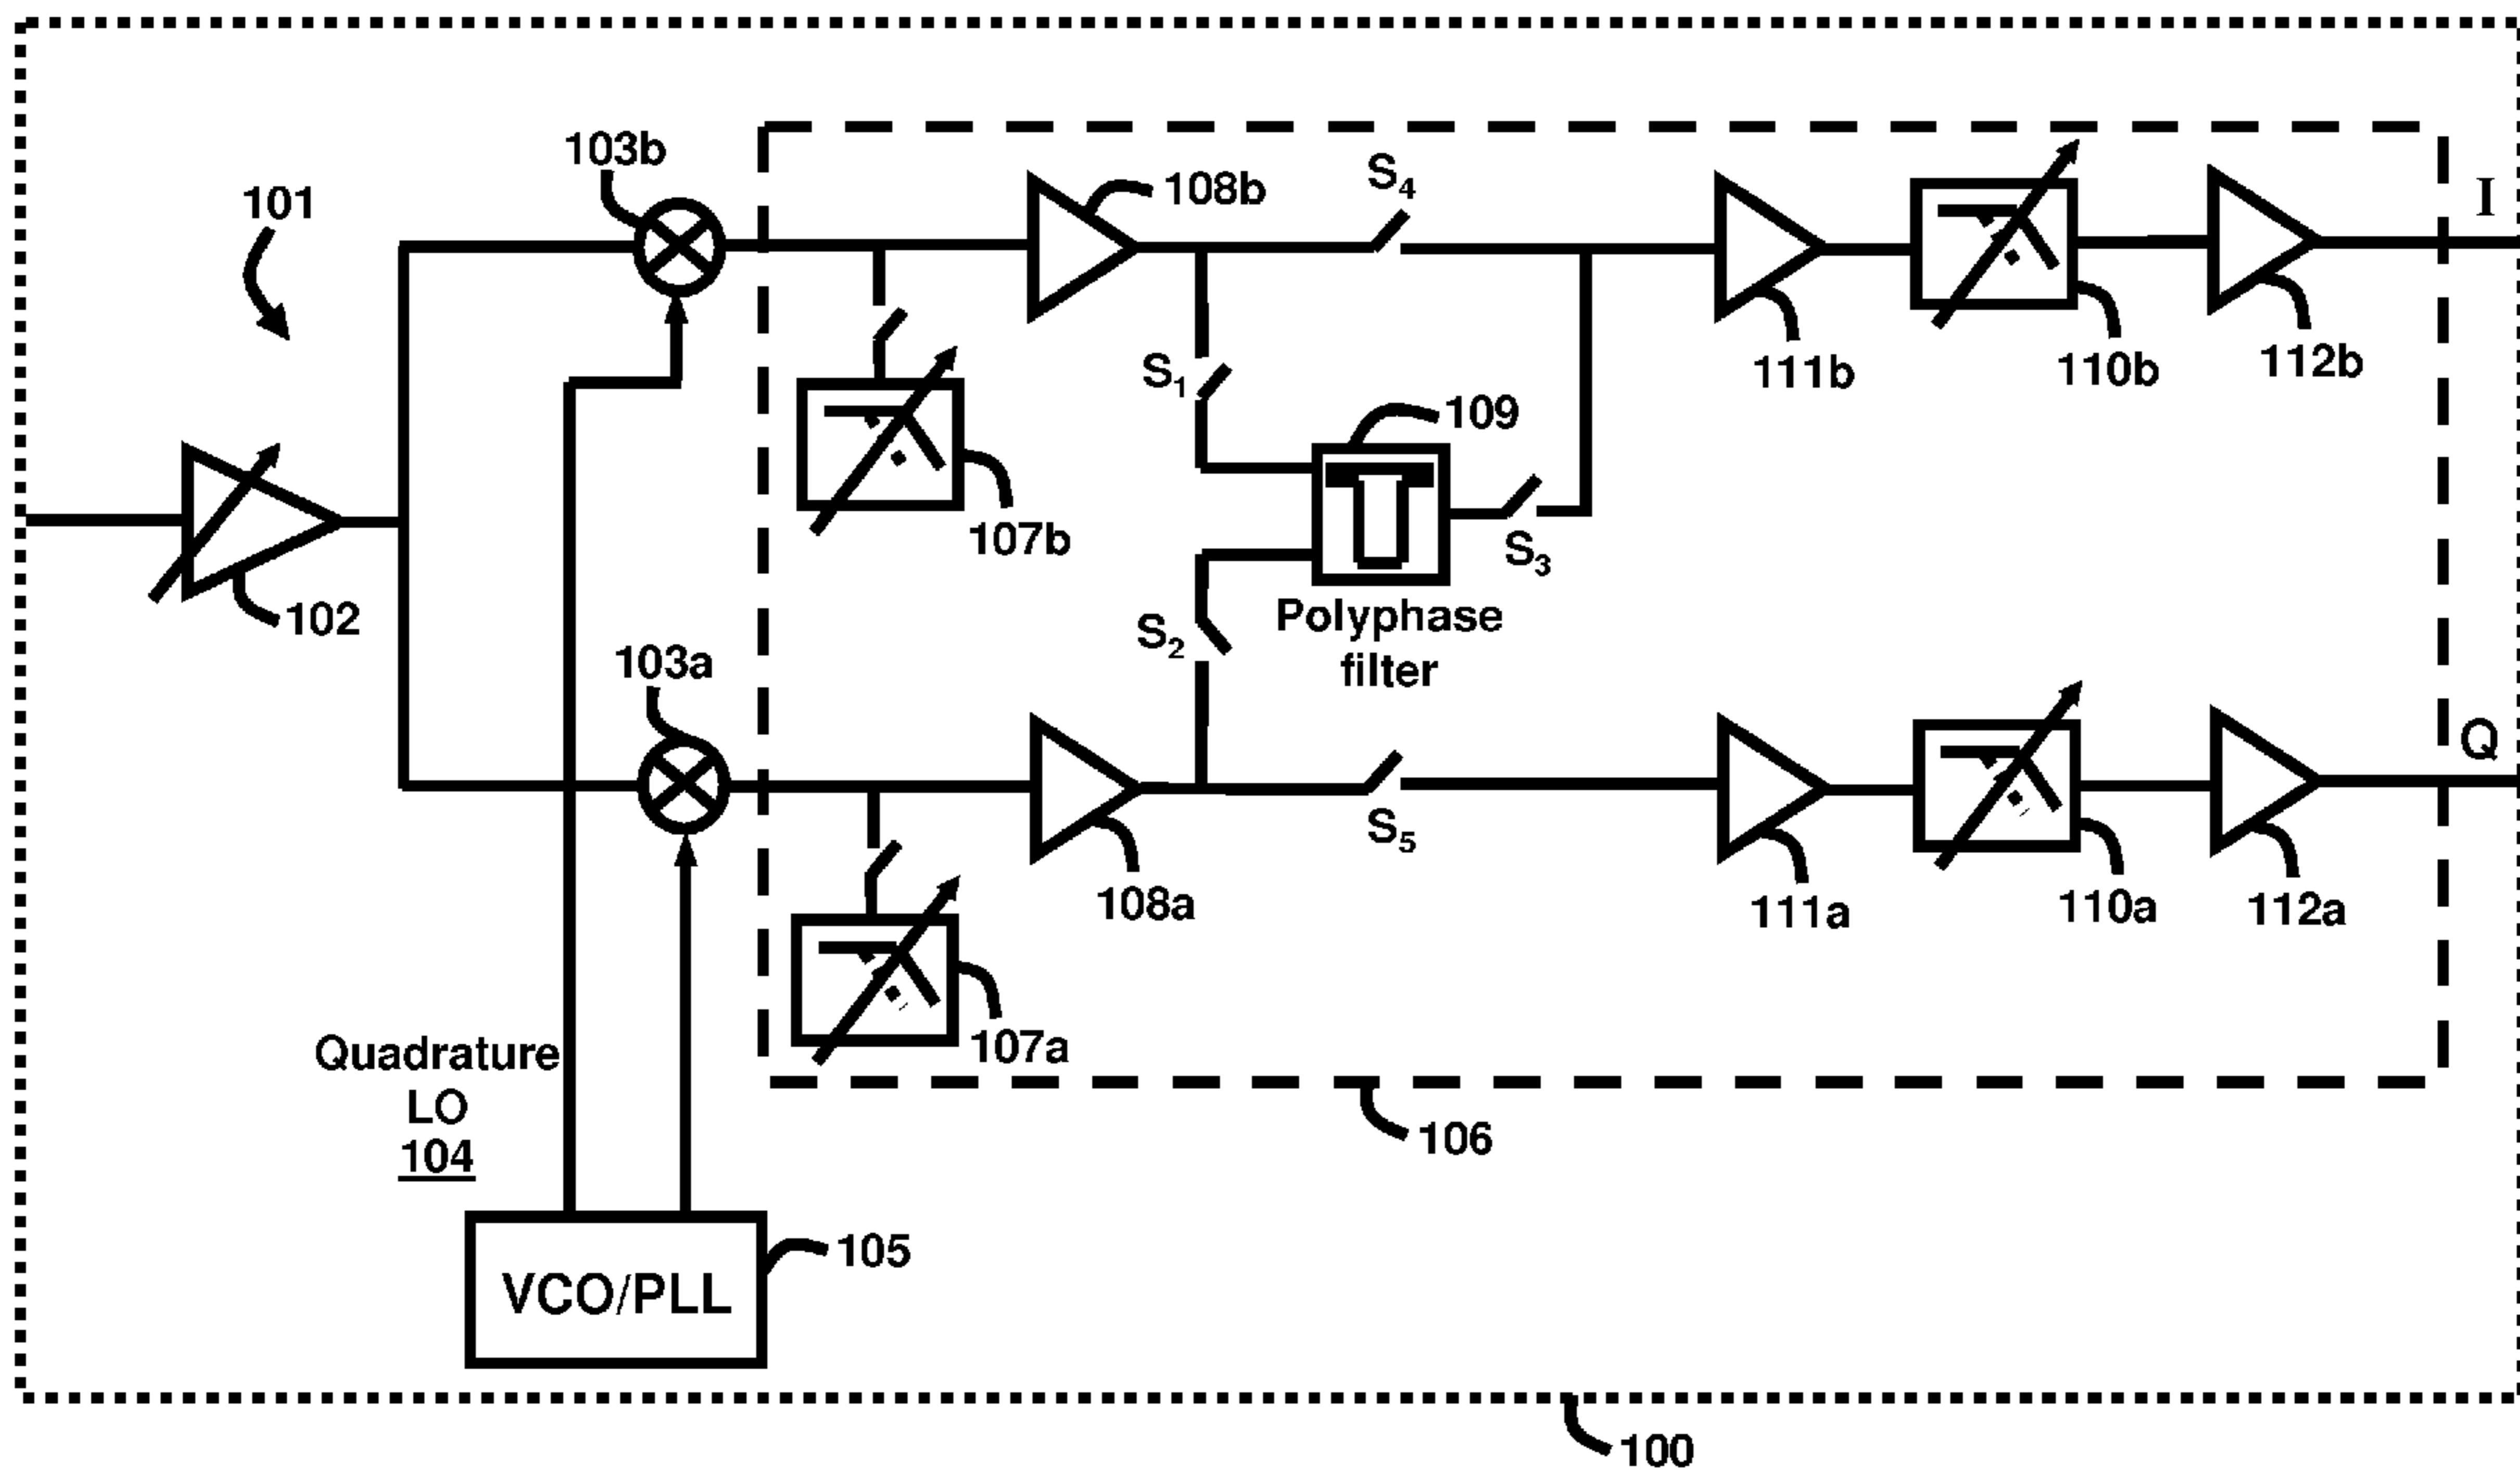 103b
S4
108b
I
101
111b
110b
112b
S1
109
107b
S3
102
Polyphase
filter
S2
103a
Q
S5
108a
111a
110a
112a
107a
Quadrature
LO
104
106
105
VCO/PLL
100